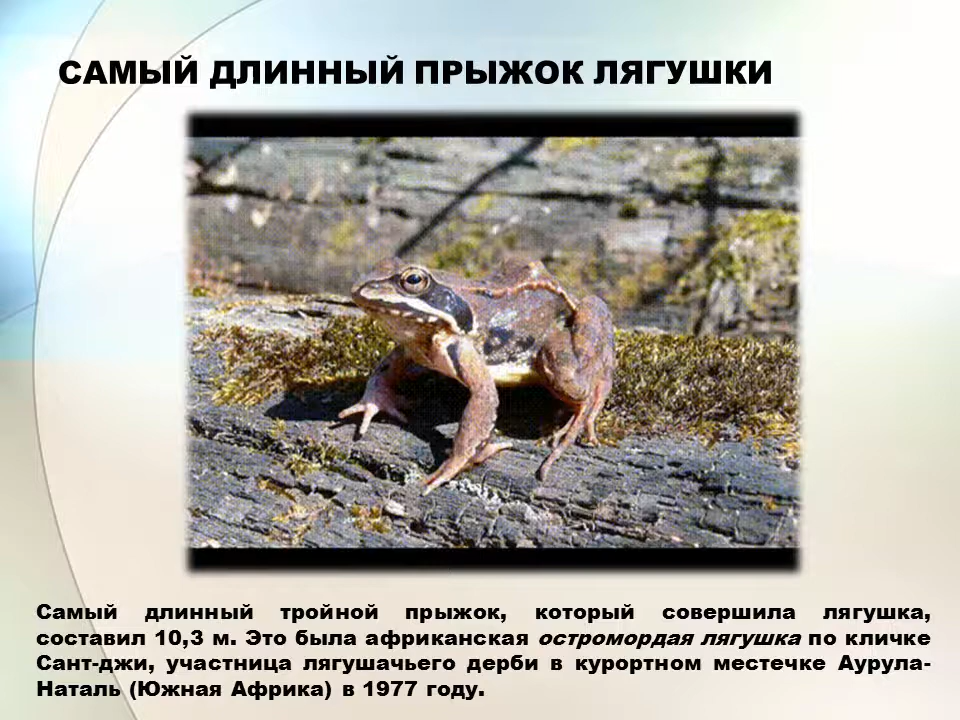 САМЫЙ ДЛИННЫЙ ПРЫЖОК ЛЯГУШКИ
Самый длинный тройной прыжок, который совершила лягушка,
составил 10,3 м. Это была африканская остромордая лягушка по кличке
Сант-джи, участница лягушачьего дерби в курортном местечке Аурула-
Наталь (Южная Африка) в 1977 году.